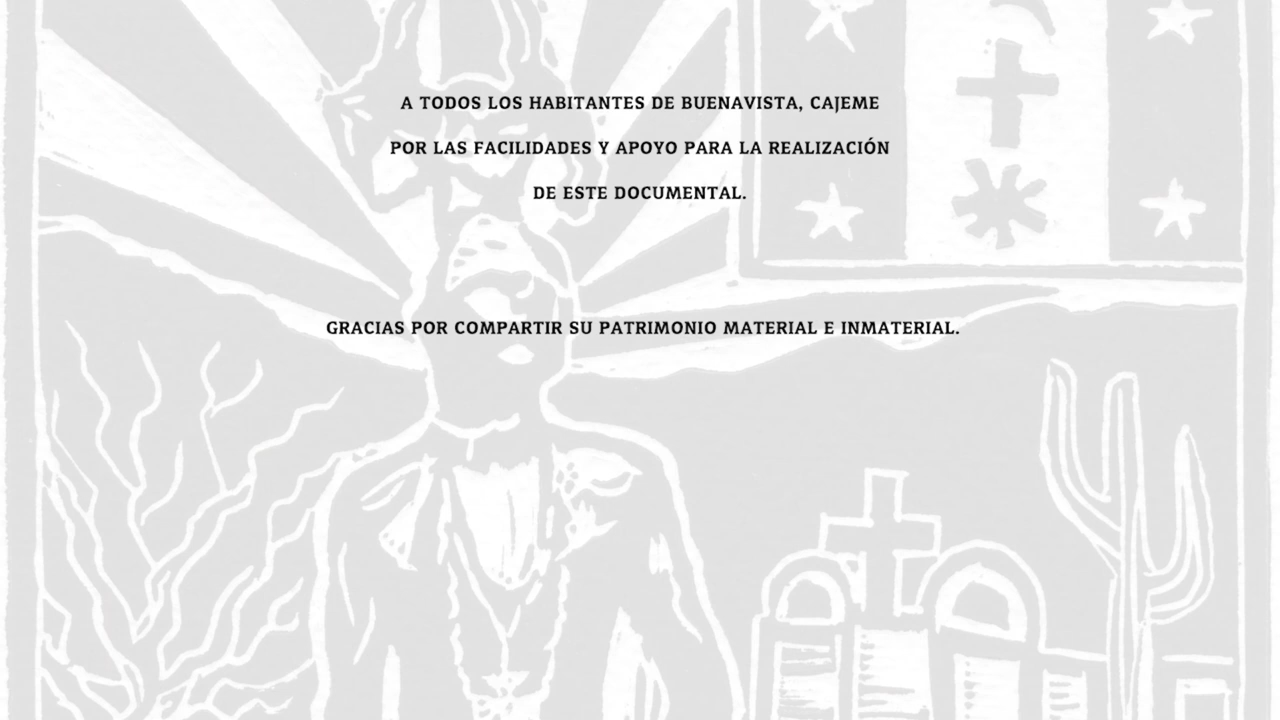 A TODOS LOS HABITANTES DE BUENAVISTA, CAJEME
POR LAS FACILIDADES Y APOYO PARA LA REALIZACIÓN
DE ESTE DOCUMENTAL.
GRACIAS POR COMPARTIR SU PATRIMONIO MATERIAL E INMATERIAL.